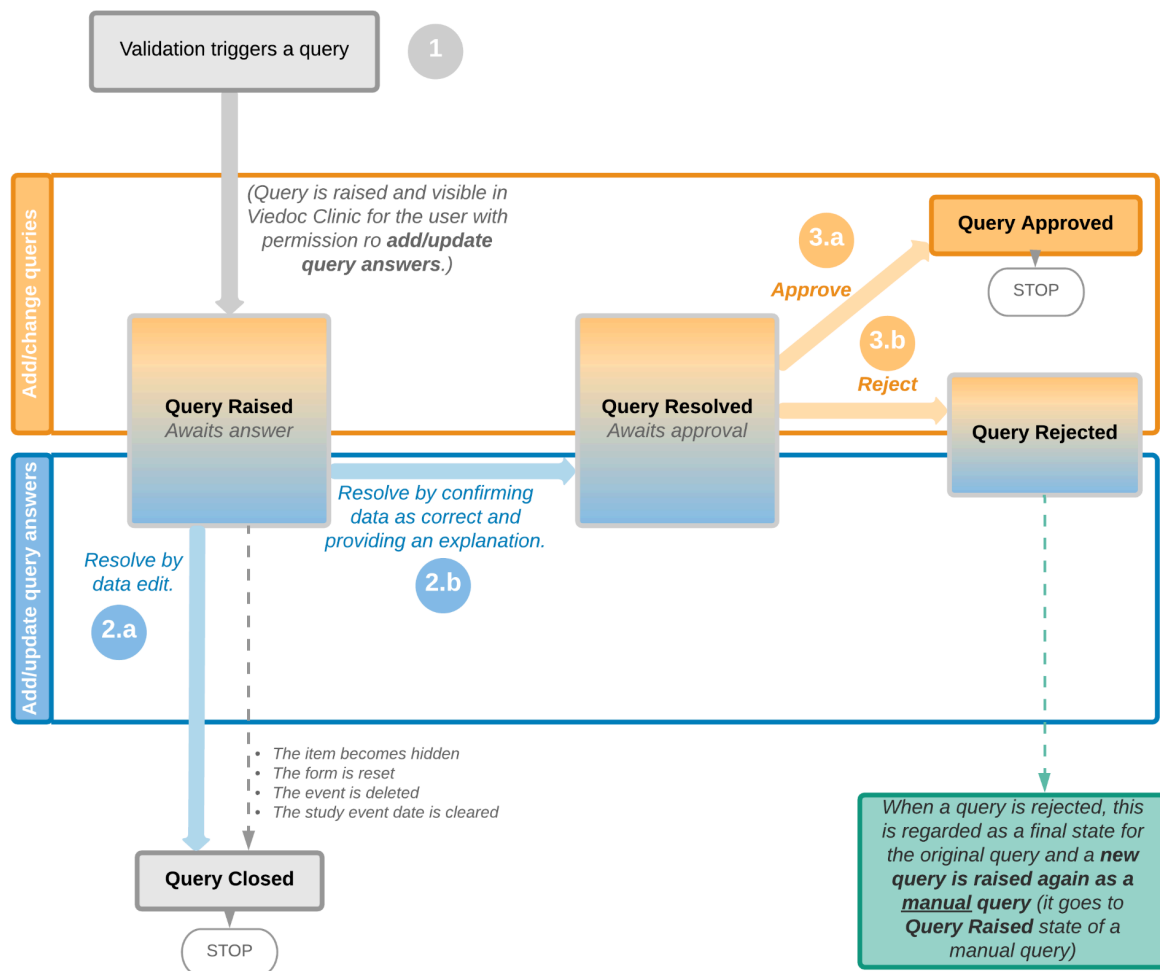 Validation triggers a query
1
Add/change queries
(Query is raised and visible in
Viedoc Clinic for the user with
permission ro add/update
query answers.)
3.a
Approve
Query Approved
STOP
3.b
Reject
Query Raised
Awaits answer
Query Resolved
Awaits approval
Query Rejected
Add/update query answers
Resolve by confirming
data as correct and
providing an explanation.
2.b
Resolve by
data edit.
2.a
• The item becomes hidden
• The form is reset
• The event is deleted
• The study event date is cleared
Query Closed
STOP
When a query is rejected, this
is regarded as a final state for
the original query and a new
query is raised again as a
manual query (it goes to
Query Raised state of a
manual query)